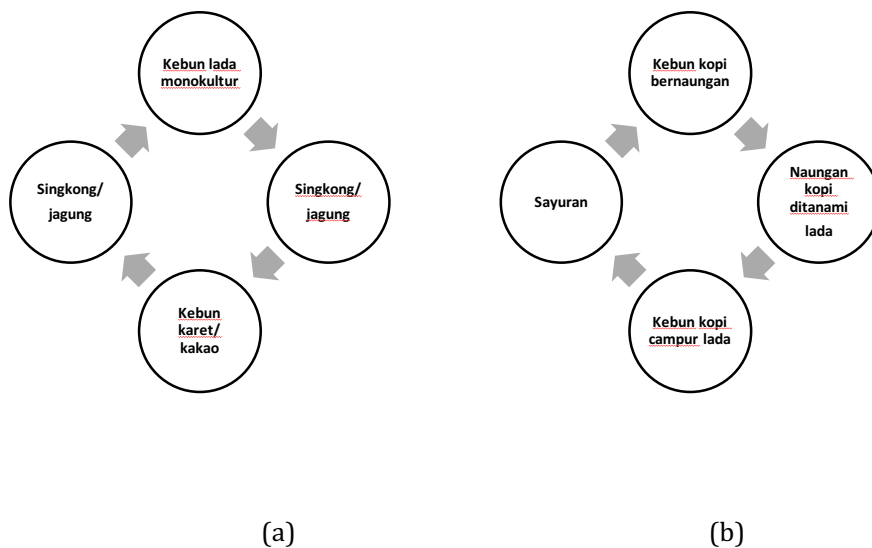 Kebun lada
monokultur
Singkong/
jagung
Kebun
karet/
kakao
Singkong/
jagung
Kebun kopi
bernaungan
Naungan
kopi
ditanami
lada
Kebun kopi
campur lada
Sayuran
(a)
(b)